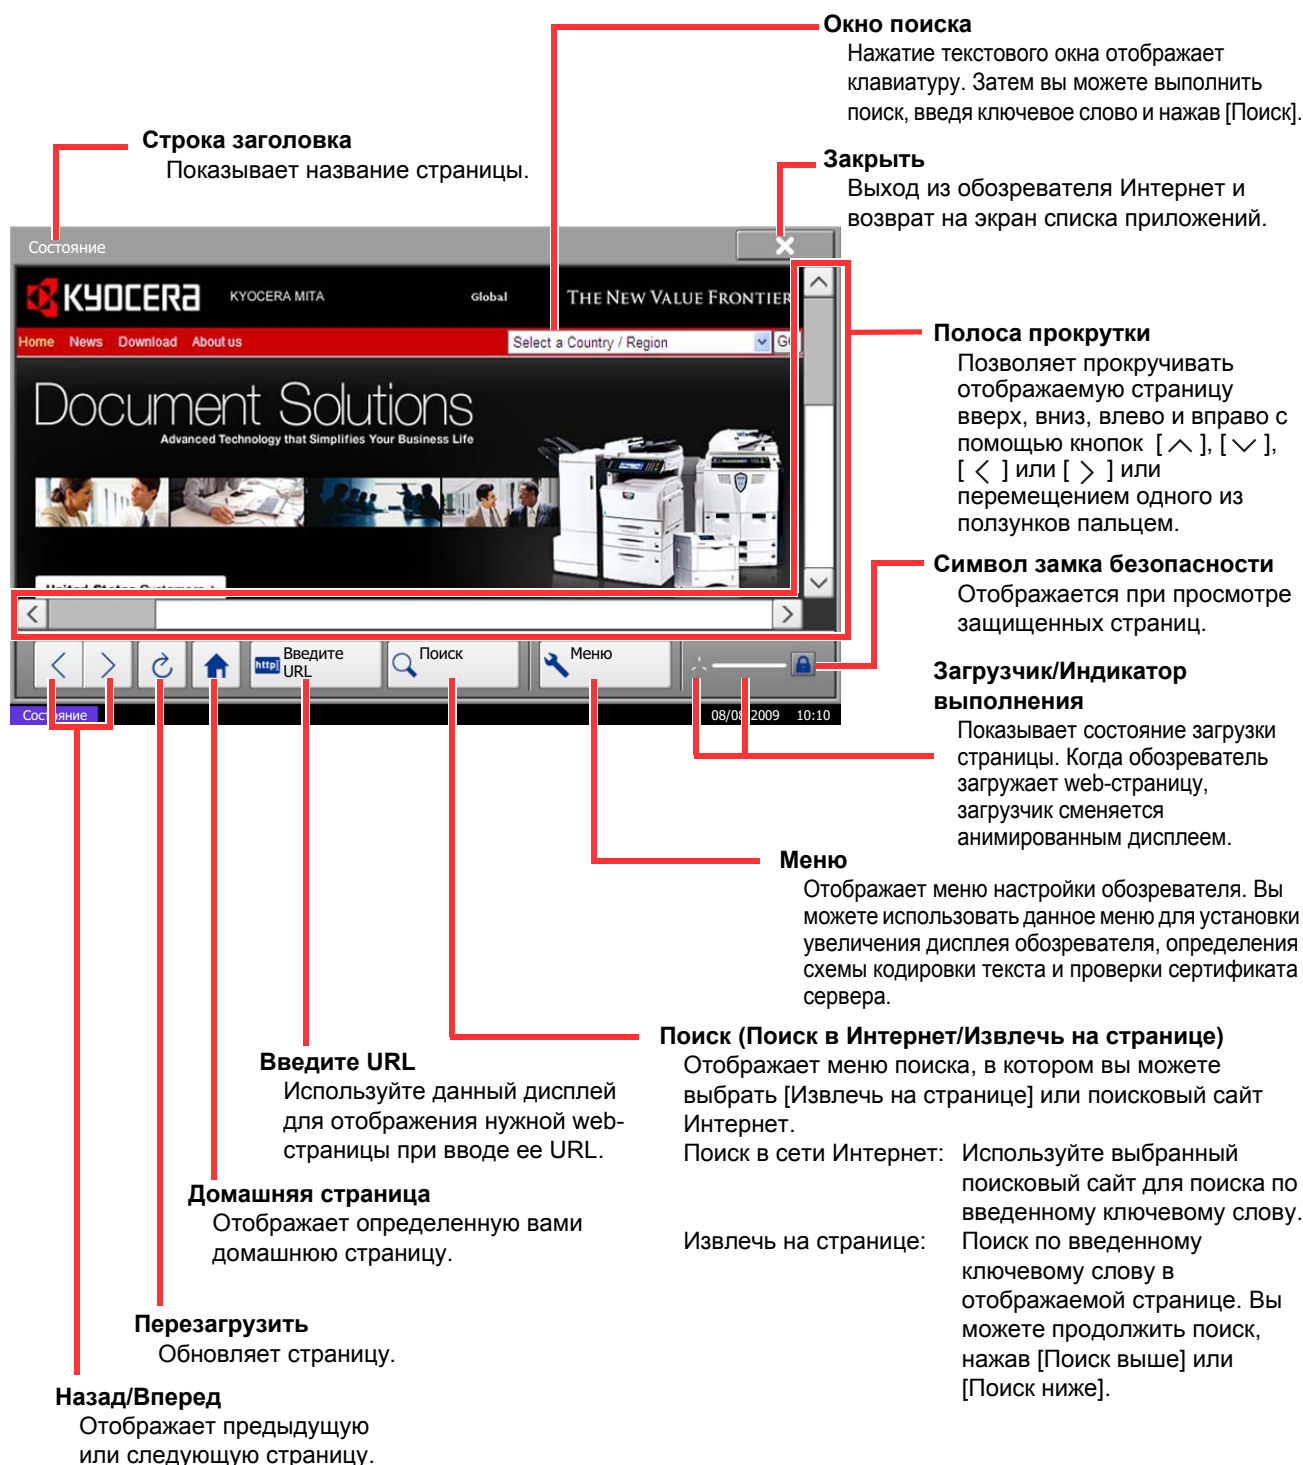 Окно поиска
Нажатие текстового окна отображает
клавиатуру. Затем вы можете выполнить
поиск, введя ключевое слово и нажав [Поиск].
Строка заголовка
Показывает название страницы.
Закрыть
Выход из обозревателя Интернет и
возврат на экран списка приложений.
Состояние
KYOCERA
KYOCERA MITA
Global
THE NEW VALUE FRONTIER
Home News Download About us
Select a Country / Region
Document Solutions
Advanced Technology that Simplifies Your Business Life
United States Customers
Полоса прокрутки
Позволяет прокручивать
отображаемую страницу
вверх, вниз, влево и вправо с
помощью кнопок [ ︿ ], [ ﹀ ],
[ 〈 ] или [ 〉 ] или
перемещением одного из
ползунков пальцем.
Символ замка безопасности
Отображается при просмотре
защищенных страниц.
http
Введите
URL
Поиск
Меню
Состояние
08/08/2009 10:10
Загрузчик/Индикатор
выполнения
Показывает состояние загрузки
страницы. Когда обозреватель
загружает web-страницу,
загрузчик сменяется
анимированным дисплеем.
Меню
Отображает меню настройки обозревателя. Вы
можете использовать данное меню для установки
увеличения дисплея обозревателя, определения
схемы кодировки текста и проверки сертификата
сервера.
Поиск (Поиск в Интернет/Извлечь на странице)
Отображает меню поиска, в котором вы можете
выбрать [Извлечь на странице] или поисковый сайт
Интернет.
Поиск в сети Интернет: Используйте выбранный
поисковый сайт для поиска по
введенному ключевому слову.
Извлечь на странице: Поиск по введенному
ключевому слову в
отображаемой странице. Вы
можете продолжить поиск,
нажав [Поиск выше] или
[Поиск ниже].
Введите URL
Используйте данный дисплей
для отображения нужной web-
страницы при вводе ее URL.
Домашняя страница
Отображает определенную вами
домашнюю страницу.
Перезагрузить
Обновляет страницу.
Назад/Вперед
Отображает предыдущую
или следующую страницу.